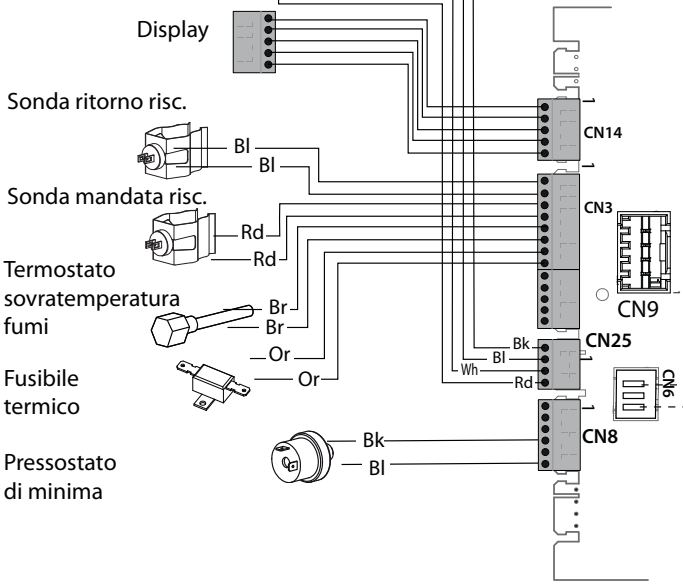 Display
1
CN14
Sonda ritorno risc.
Bl
Bl
1
CN3
Sonda mandata risc.
Rd
Rd
Termostato
sovratemperatura
fumi
Br
Br
1
CN9
Or
Or
Fusibile
termico
Bk
Bl
Wh
Rd
CN25
1
CN6
1
CN8
Pressostato
di minima
Bk
Bl